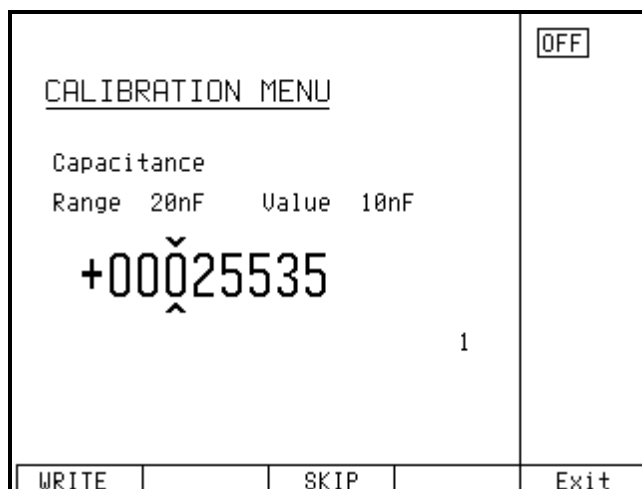 OFF
CALIBRATION MENU
Capacitance
Range 20nF Value 10nF
+00025535
1
WRITE SKIP Exit